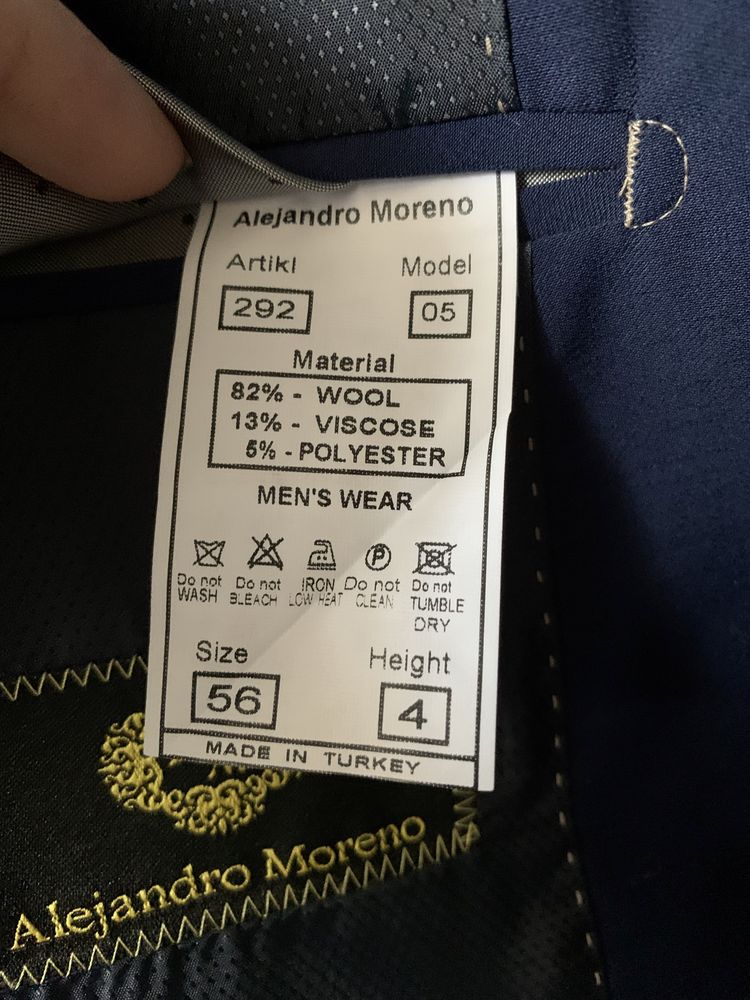 Alejandro Moreno
Artikl Model
292 05
Material
82% - WOOL
13% - VISCOSE
5% - POLYESTER
MEN'S WEAR
P
Do not WASH
Do not BLEACH
IRON LOW HEAT
Do not CLEAN
Do not TUMBLE DRY
Size Height
56 4
MADE IN TURKEY
Alejandro Moreno